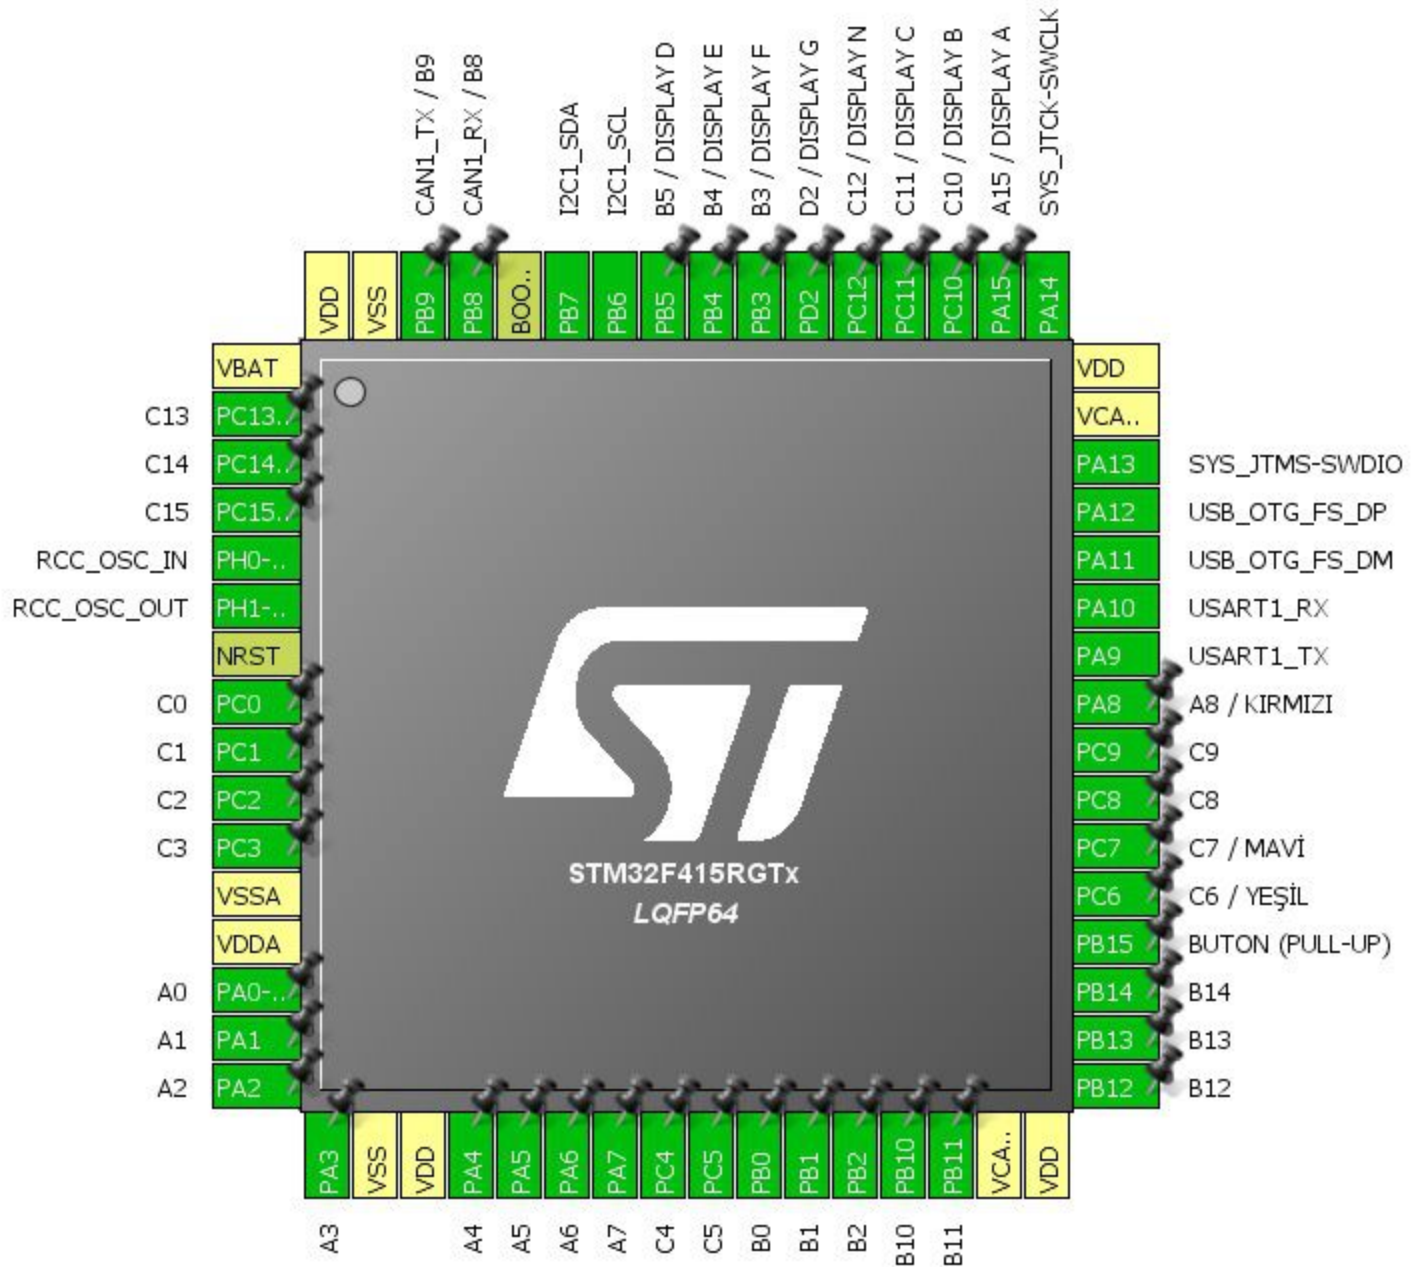 CAN1_TX / B9
CAN1_RX / B8
I2C1_SDA
I2C1_SCL
B5 / DISPLAY D
B4 / DISPLAY E
B3 / DISPLAY F
D2 / DISPLAY G
C12 / DISPLAY N
C11 / DISPLAY C
C10 / DISPLAY B
A15 / DISPLAY A
SYS_JTCK-SWCLK
VDD
VSS
PB9
PB8
BOO..
PB7
PB6
PB5
PB4
PB3
PD2
PC12
PC11
PC10
PA15
PA14
VBAT
C13 PC13..
C14 PC14..
C15 PC15..
RCC_OSC_IN PH0-..
RCC_OSC_OUT PH1-..
NRST
C0 PC0
C1 PC1
C2 PC2
C3 PC3
VSSA
VDDA
A0 PA0-..
A1 PA1
A2 PA2
STM32F415RGTx
LQFP64
VDD
VCA..
PA13 SYS_JTMS-SWDIO
PA12 USB_OTG_FS_DP
PA11 USB_OTG_FS_DM
PA10 USART1_RX
PA9 USART1_TX
PA8 A8 / KIRMIZI
PC9 C9
PC8 C8
PC7 C7 / MAVİ
PC6 C6 / YEŞİL
PB15 BUTON (PULL-UP)
PB14 B14
PB13 B13
PB12 B12
PA3
VSS
VDD
PA4
PA5
PA6
PA7
PC4
PC5
PB0
PB1
PB2
PB10
PB11
VCA..
VDD
A3
A4
A5
A6
A7
C4
C5
B0
B1
B2
B10
B11